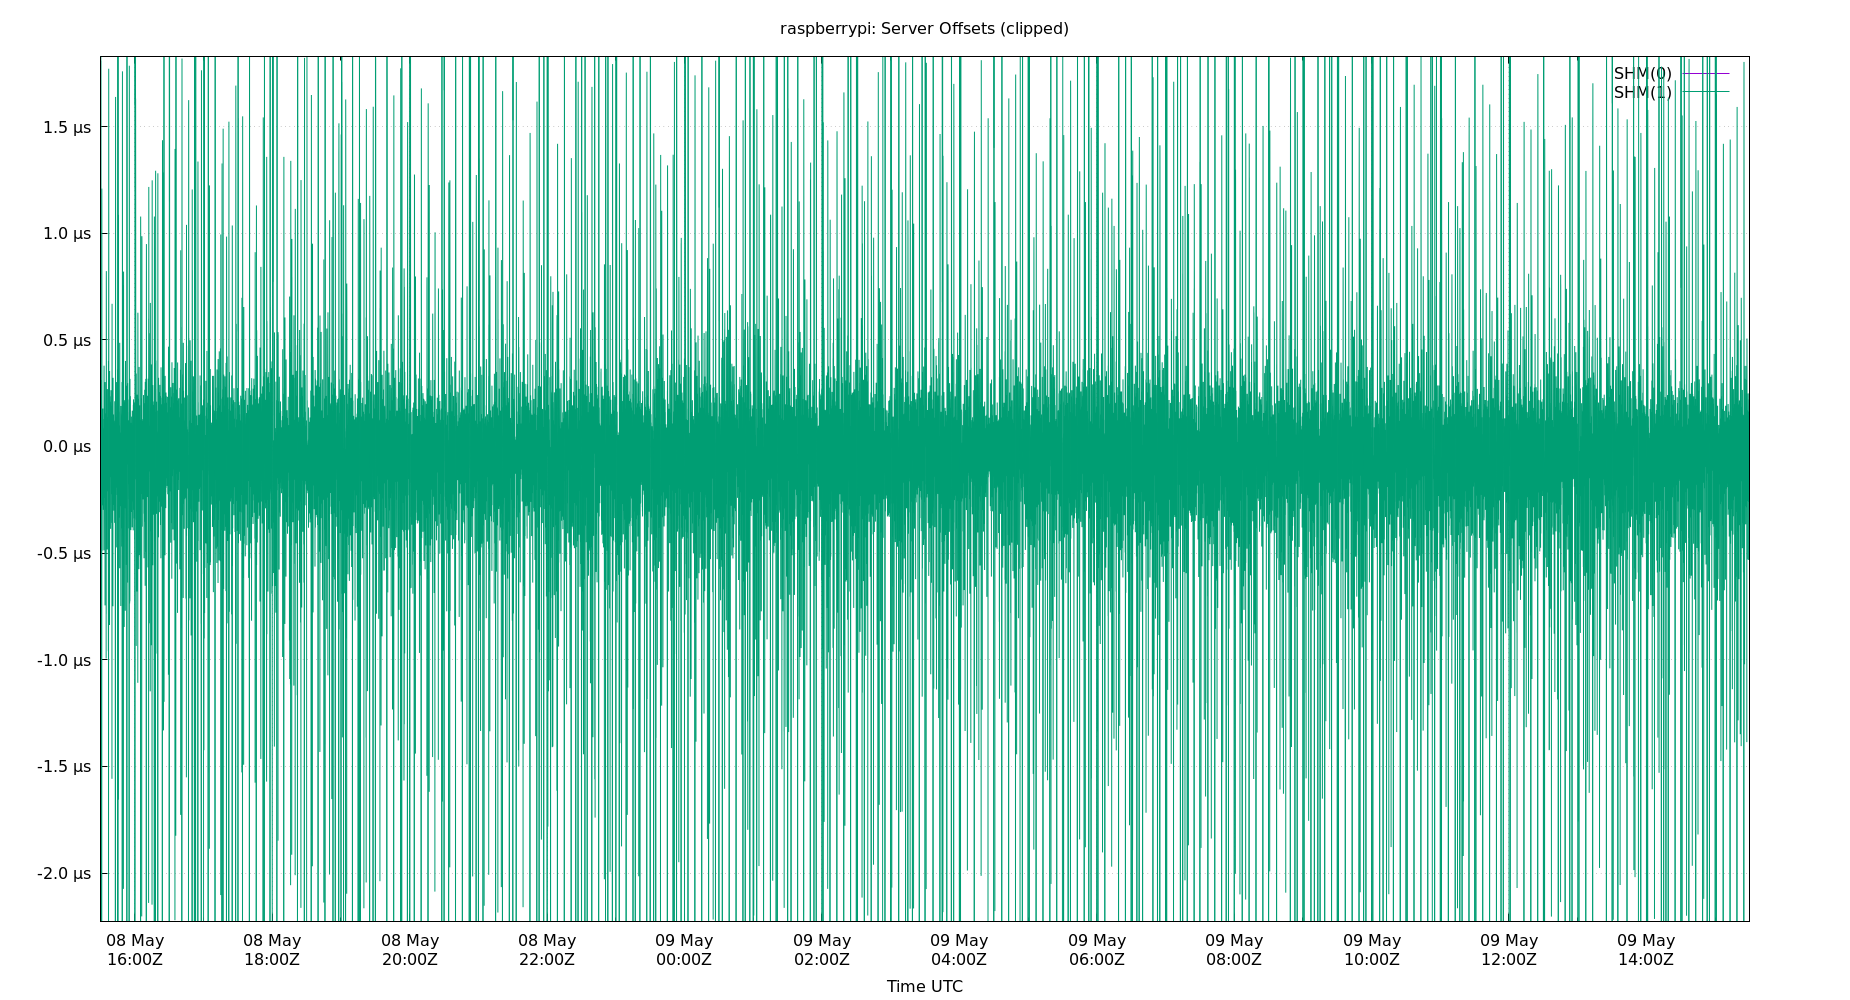 raspberrypi: Server Offsets (clipped)
SHM(0)
SHM(1)
1.5 µs
1.0 µs
0.5 µs
0.0 µs
-0.5 µs
-1.0 µs
-1.5 µs
-2.0 µs
08 May 08 May 08 May 08 May 09 May 09 May 09 May 09 May 09 May 09 May 09 May 09 May
16:00Z 18:00Z 20:00Z 22:00Z 00:00Z 02:00Z 04:00Z 06:00Z 08:00Z 10:00Z 12:00Z 14:00Z
Time UTC